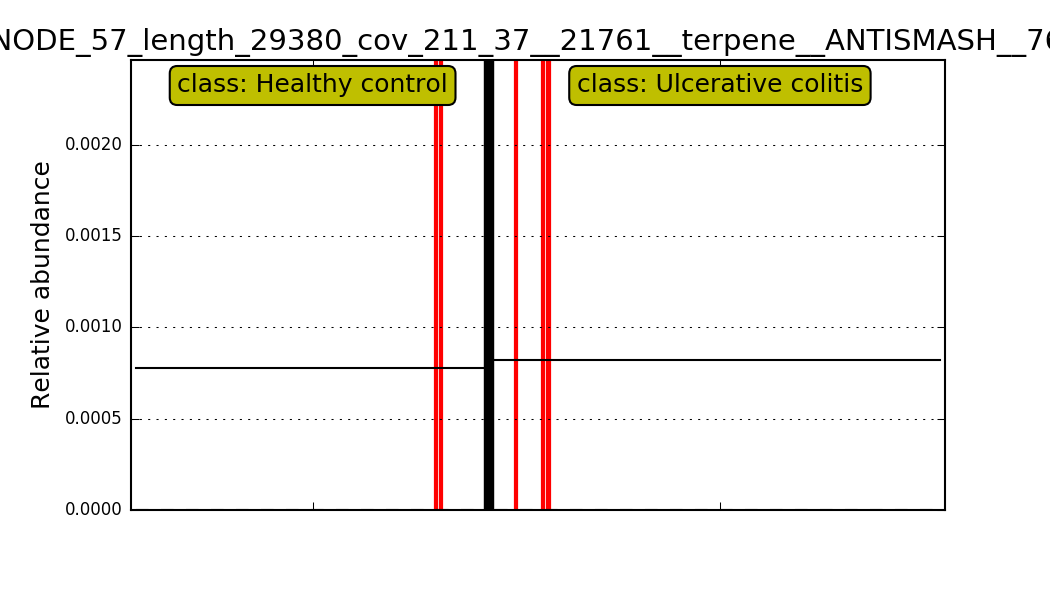 NODE_57_length_29380_cov_211_37__21761__terpene__ANTISMASH__76
class: Healthy control
class: Ulcerative colitis
Relative abundance
0.0020
0.0015
0.0010
0.0005
0.0000